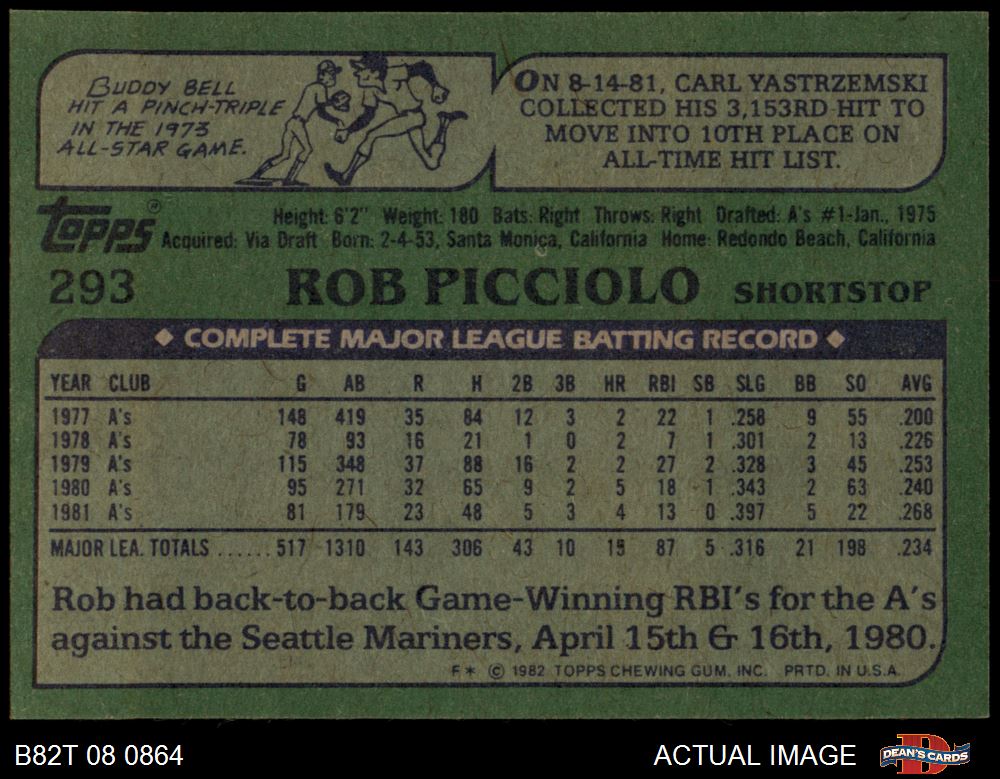 BUDDY BELL
HIT A PINCH-TRIPLE
IN THE 1973
ALL-STAR GAME.
ON 8-14-81, CARL YASTRZEMSKI
COLLECTED HIS 3,153RD HIT TO
MOVE INTO 10TH PLACE ON
ALL-TIME HIT LIST.
Topps®
Height: 6'2" Weight: 180 Bats: Right Throws: Right Drafted: A's #1-Jan., 1975
Acquired: Via Draft Born: 2-4-53, Santa Monica, California Home: Redondo Beach, California
293 ROB PICCIOLO SHORTSTOP
◆ COMPLETE MAJOR LEAGUE BATTING RECORD ◆
YEAR CLUB G AB R H 2B 3B HR RBI SB SLG BB SO AVG
1977 A's 148 419 35 84 12 3 2 22 1 .258 9 55 .200
1978 A's 78 93 16 21 1 0 2 7 1 .301 2 13 .226
1979 A's 115 348 37 88 16 2 2 27 2 .328 3 45 .253
1980 A's 95 271 32 65 9 2 5 18 1 .343 2 63 .240
1981 A's 81 179 23 48 5 3 4 13 0 .397 5 22 .268
MAJOR LEA. TOTALS ...... 517 1310 143 306 43 10 15 87 5 .316 21 198 .234
Rob had back-to-back Game-Winning RBI's for the A's
against the Seattle Mariners, April 15th & 16th, 1980.
F* © 1982 TOPPS CHEWING GUM, INC. PRTD. IN U.S.A.
B82T 08 0864 ACTUAL IMAGE DEAN'S CARDS